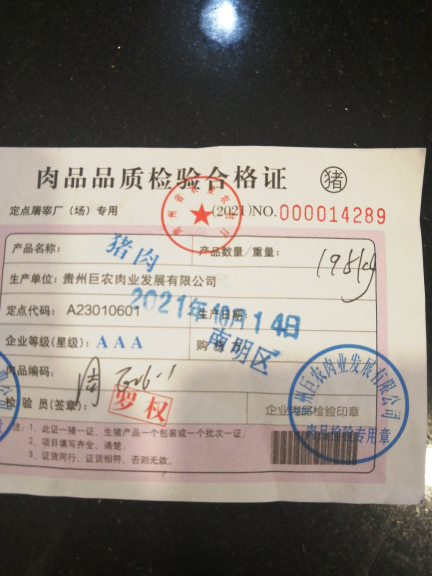 肉品品质检验合格证 猪
定点屠宰厂(场)专用 (2021)NO.000014289
产品名称: 猪肉 产品数量/重量: 198kg
生产单位: 贵州巨农肉业发展有限公司
定点代码: A23010601 生产日期:
2021年10月14日
企业等级(星级): AAA 购 南明区
肉品编码:
检验员(签章): 罗权 企业 检验印章
州巨农肉业发展有限公司
肉品检验专用章
注: 1、此证一猪一证,生猪产品一个包装或一个批次一证。
2、项目填写齐全、清楚。
3、证货同行,证货相符,否则无效。